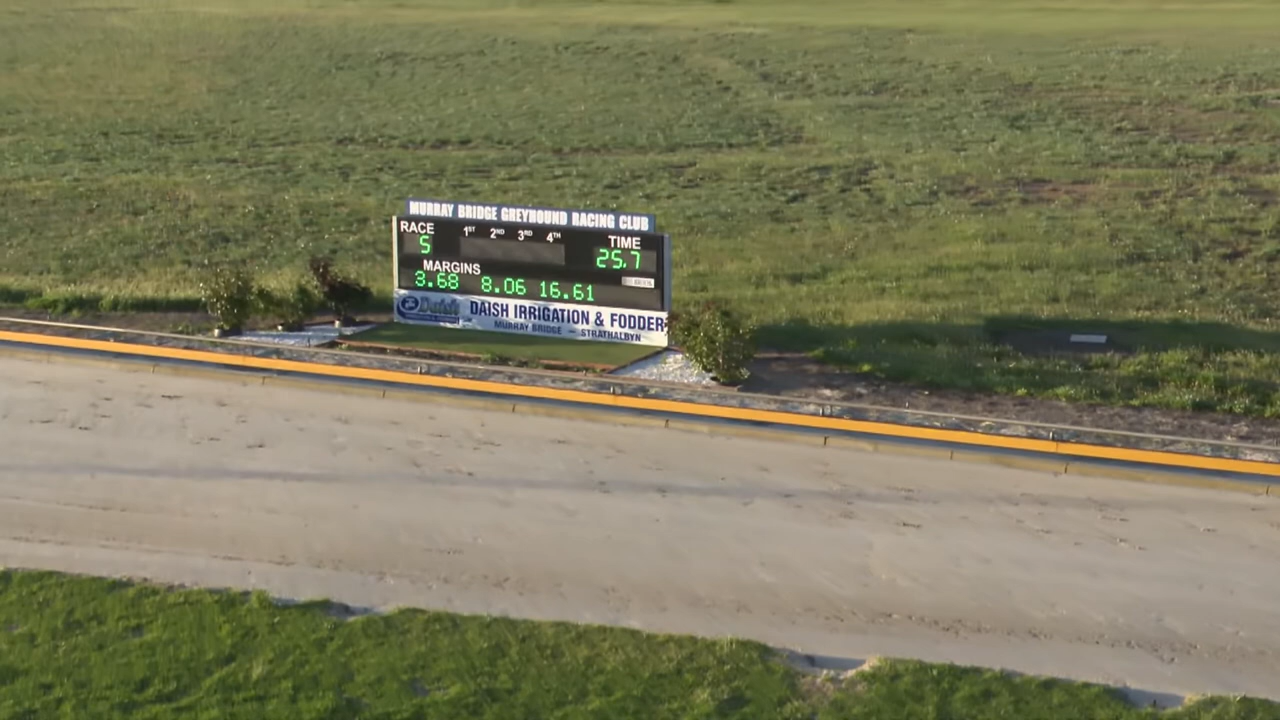 MURRAY BRIDGE GREYHOUND RACING CLUB
RACE 1ST 2ND 3RD 4TH TIME
5 25.7
MARGINS
3.68 8.06 16.61
Daish DAISH IRRIGATION & FODDER
MURRAY BRIDGE — STRATHALBYN